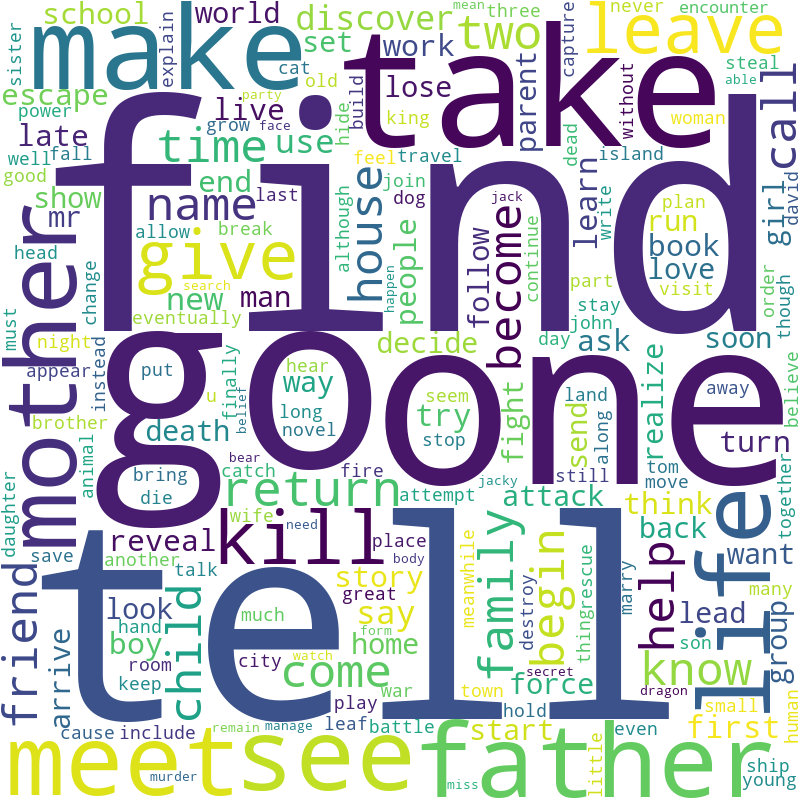 find
tell
go
one
take
make
life
mother
father
see
meet
leave
kill
give
return
come
family
become
house
name
time
two
call
child
begin
friend
help
know
say
discover
school
world
set
work
parent
lose
live
use
late
escape
show
end
new
man
people
follow
learn
girl
run
book
love
soon
ask
decide
way
death
try
fight
send
realize
turn
think
back
want
attack
reveal
story
look
boy
arrive
home
force
start
lead
group
first
mr
explain
sister
power
well
fall
good
cat
old
party
grow
face
hide
build
king
mean
three
never
encounter
capture
steal
able
without
woman
dead
feel
travel
island
join
dog
jack
last
allow
break
although
happen
search
eventually
head
change
must
night
appear
instead
put
u
finally
hear
long
novel
belief
seem
stop
continue
write
part
stay
john
day
plan
visit
order
david
though
believe
land
away
along
still
tom
move
together
brother
animal
bring
die
bear
catch
fire
jacky
attempt
daughter
save
another
wife
need
talk
place
body
great
much
hand
room
keep
city
form
watch
play
war
leaf
battle
meanwhile
town
hold
secret
destroy
thing
rescue
marry
son
dragon
many
small
human
cause
include
remain
manage
murder
miss
little
even
ship
young